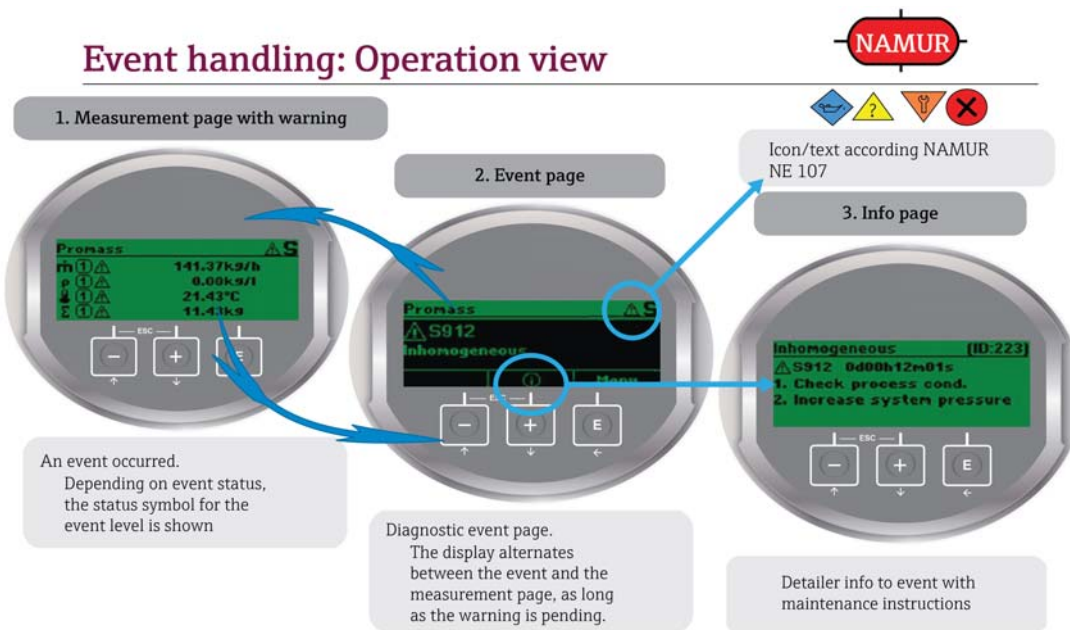 Event handling: Operation view
NAMUR
?
1. Measurement page with warning
Promass ⚠S
ṁ 1 ⚠ 141.37kg/h
ρ 1 ⚠ 0.00kg/l
1 ⚠ 21.43°C
Σ 1 ⚠ 11.43kg
ESC
− + E
↑ ↓
An event occurred.
Depending on event status,
the status symbol for the
event level is shown
2. Event page
Promass ⚠S
⚠S912
Inhomogeneous
i Menu
ESC
− + E
↑ ↓ ←
Diagnostic event page.
The display alternates
between the event and the
measurement page, as long
as the warning is pending.
Icon/text according NAMUR
NE 107
3. Info page
Inhomogeneous (ID:223)
⚠S912 0d00h12m01s
1. Check process cond.
2. Increase system pressure
ESC
− + E
↑ ↓ ←
Detailer info to event with
maintenance instructions